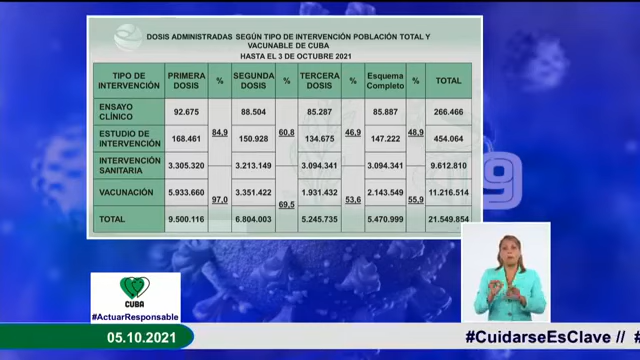 DOSIS ADMINISTRADAS SEGÚN TIPO DE INTERVENCIÓN POBLACIÓN TOTAL Y
VACUNABLE DE CUBA
HASTA EL 3 DE OCTUBRE 2021
TIPO DE INTERVENCIÓN PRIMERA DOSIS % SEGUNDA DOSIS % TERCERA DOSIS % Esquema Completo % TOTAL
ENSAYO CLÍNICO 92.675 88.504 85.287 85.887 266.466
84,9 60,8 46,9 48,9
ESTUDIO DE INTERVENCIÓN 168.461 150.928 134.675 147.222 454.064
INTERVENCIÓN SANITARIA 3.305.320 3.213.149 3.094.341 3.094.341 9.612.810
VACUNACIÓN 5.933.660 3.351.422 1.931.432 2.143.549 11.216.514
97,0 69,5 53,6 55,9
TOTAL 9.500.116 6.804.003 5.245.735 5.470.999 21.549.854
9
CUBA
#ActuarResponsable
05.10.2021
#CuidarseEsClave // #